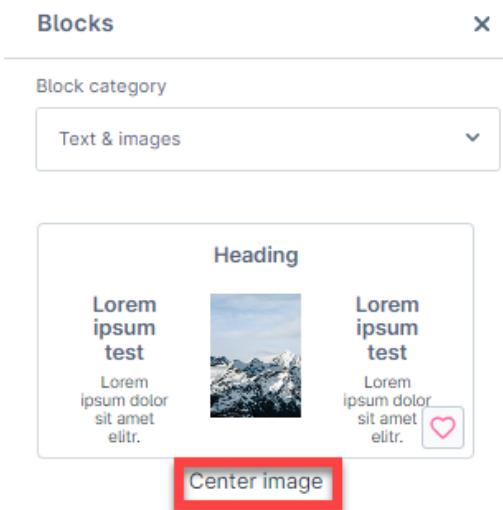 Blocks
Block category
Text & images
Heading
Lorem
ipsum
test
Lorem
ipsum dolor
sit amet
elitr.
Lorem
ipsum
test
Lorem
ipsum dolor
sit amet
elitr.
Center image